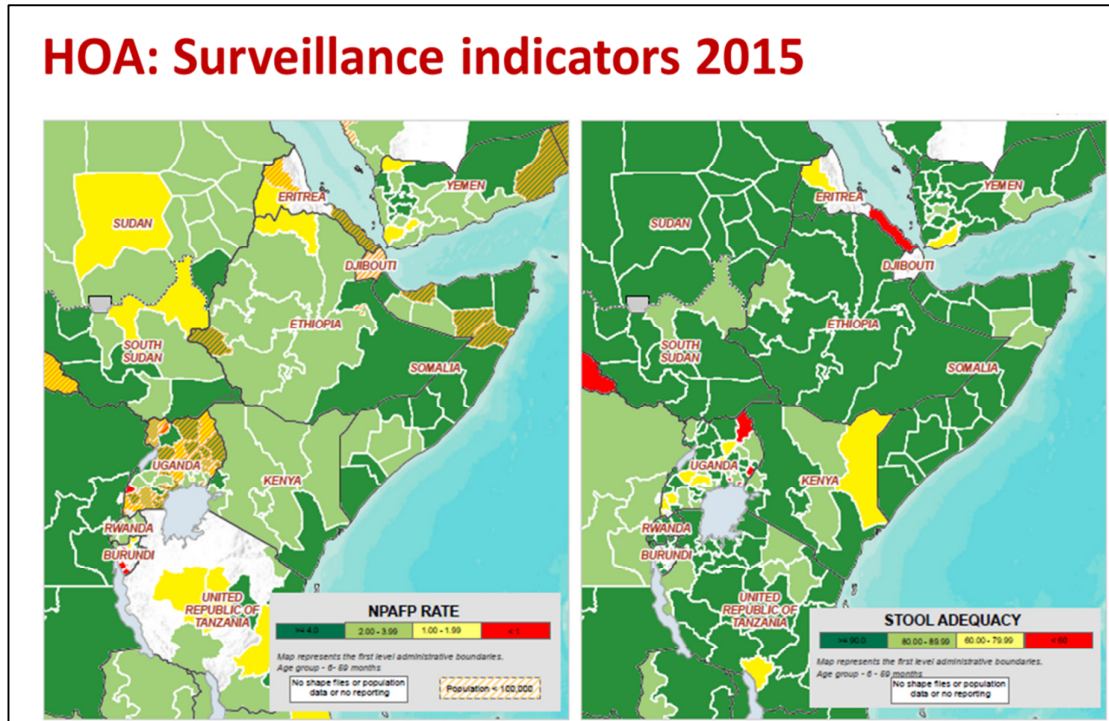 HOA: Surveillance indicators 2015
SUDAN
ERITREA
YEMEN
DJIBOUTI
SOUTH
SUDAN
ETHIOPIA
SOMALIA
UGANDA
KENYA
RWANDA
BURUNDI
UNITED
REPUBLIC OF
TANZANIA
NPAFP RATE
>= 4.0 2.00 - 3.99 1.00 - 1.99 < 1
Map represents the first level administrative boundaries.
Age group - 6- 59 months
No shape files or population
data or no reporting
Population < 100,000
SUDAN
ERITREA
YEMEN
DJIBOUTI
SOUTH
SUDAN
ETHIOPIA
SOMALIA
UGANDA
KENYA
RWANDA
BURUNDI
UNITED
REPUBLIC OF
TANZANIA
STOOL ADEQUACY
>= 90.0 80.00 - 89.99 60.00 - 79.99 < 60
Map represents the first level administrative boundaries.
Age group - 6 - 59 months
No shape files or population
data or no reporting